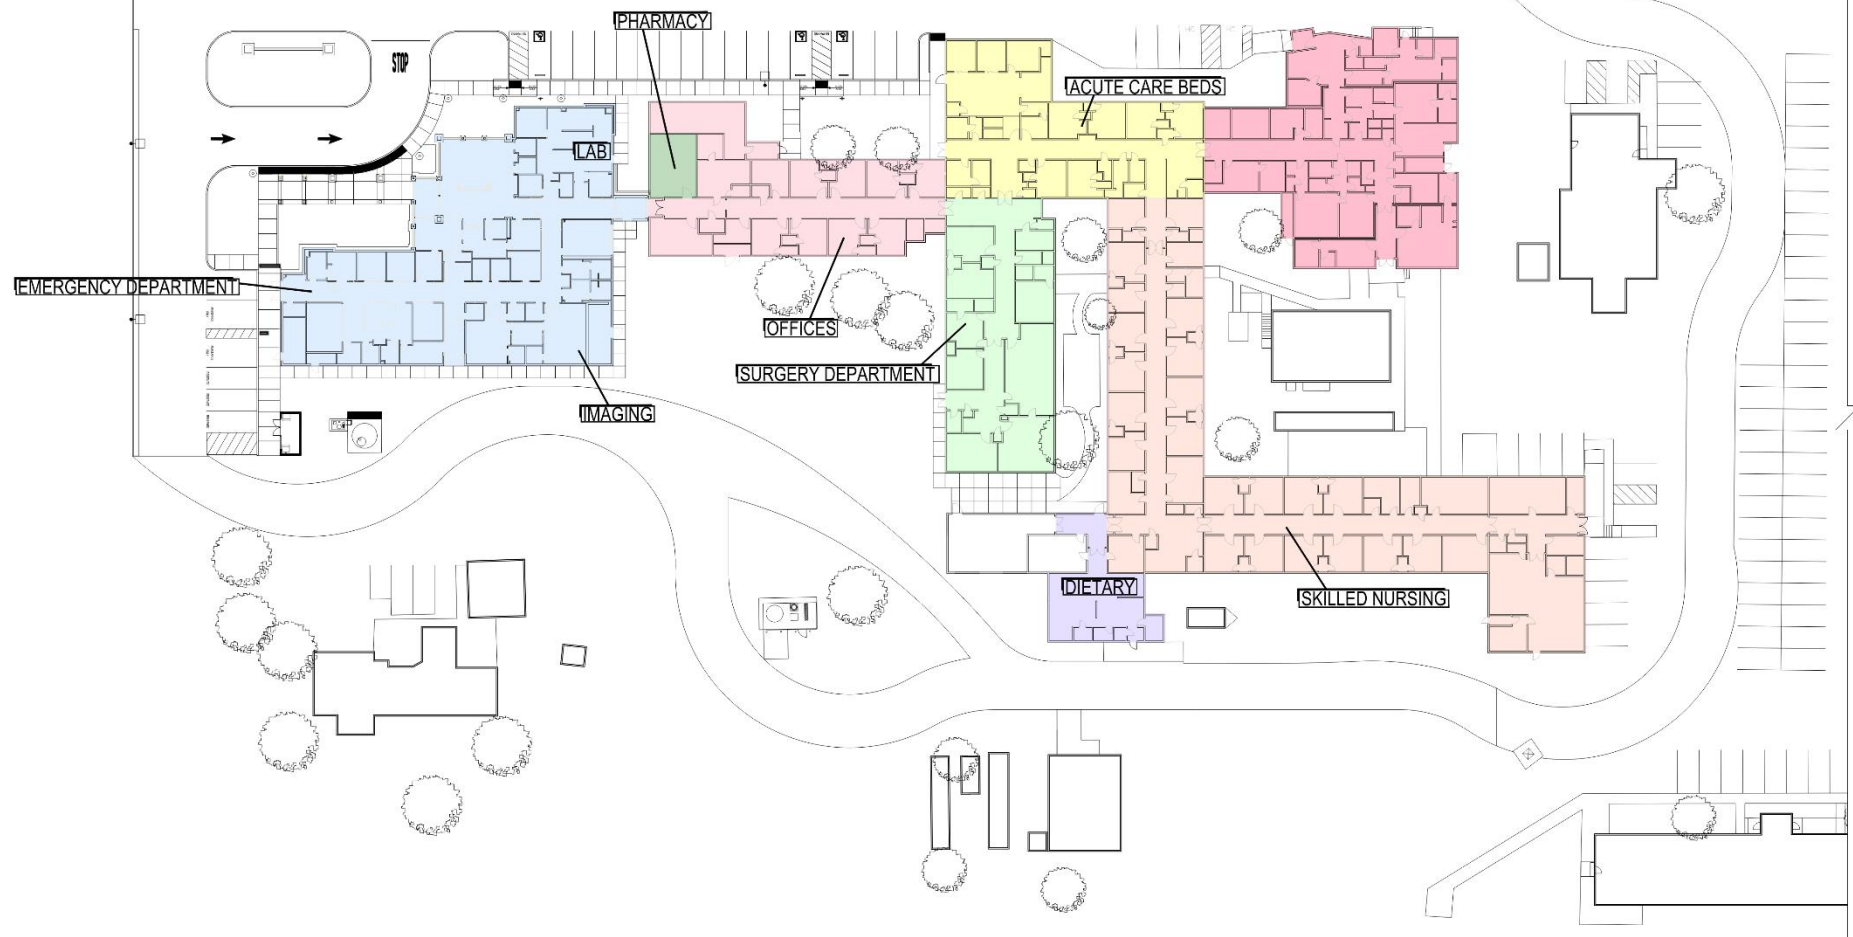 PHARMACY
STOP
ACUTE CARE BEDS
LAB
EMERGENCY DEPARTMENT
OFFICES
SURGERY DEPARTMENT
IMAGING
DIETARY
SKILLED NURSING